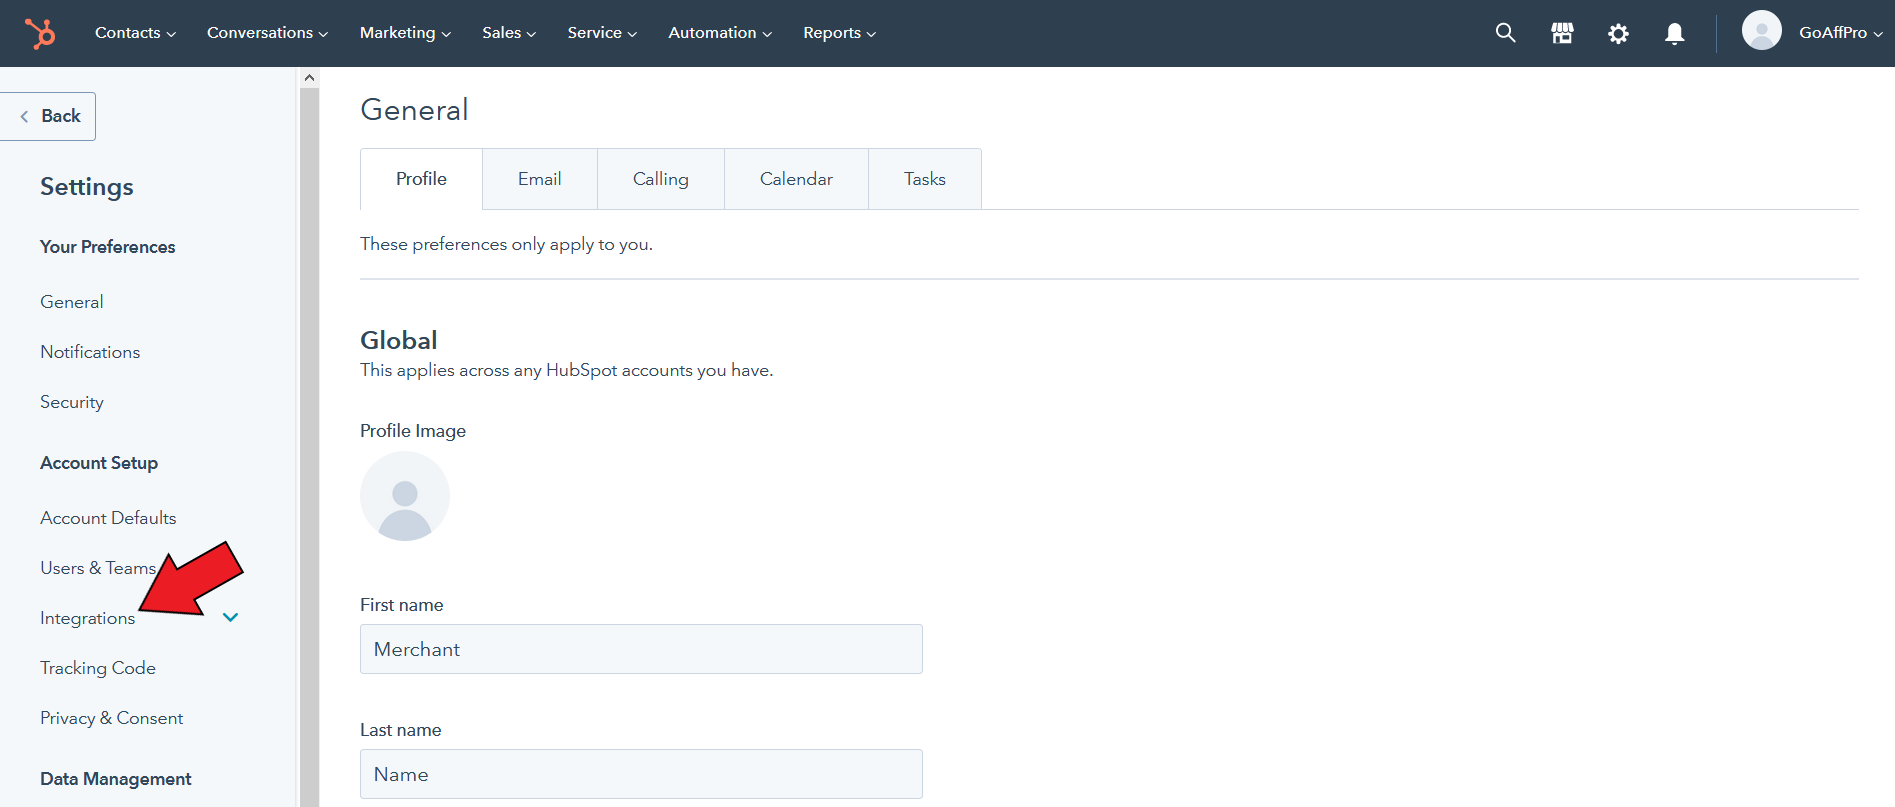 Contacts Conversations Marketing Sales Service Automation Reports GoAffPro
Back
Settings
Your Preferences
General
Notifications
Security
Account Setup
Account Defaults
Users & Teams
Integrations
Tracking Code
Privacy & Consent
Data Management
General
Profile Email Calling Calendar Tasks
These preferences only apply to you.
Global
This applies across any HubSpot accounts you have.
Profile Image
First name
Merchant
Last name
Name